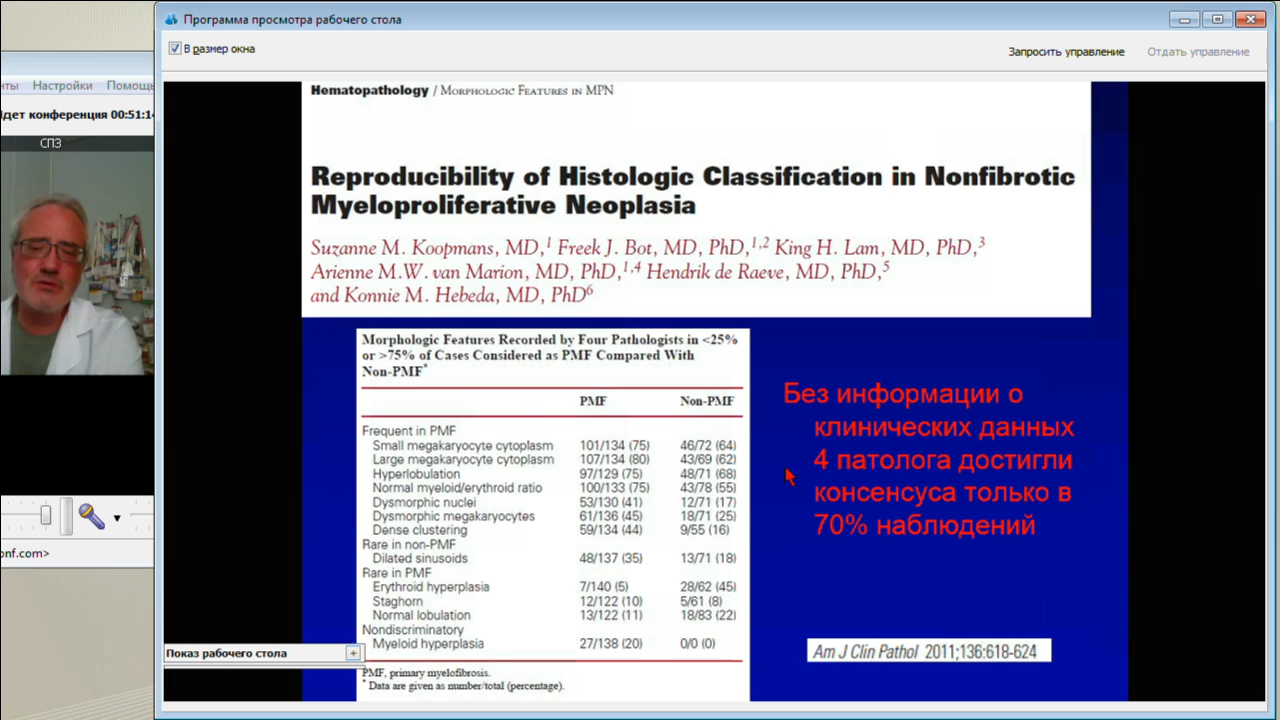 Программа просмотра рабочего стола
В размер окна
Запросить управление
Отдать управление
нты Настройки Помощь
дет конференция 00:51:14
СПЗ
Hematopathology / Morphologic Features in MPN
Reproducibility of Histologic Classification in Nonfibrotic
Myeloproliferative Neoplasia
Suzanne M. Koopmans, MD,1 Freek J. Bot, MD, PhD,1,2 King H. Lam, MD, PhD,3
Arienne M.W. van Marion, MD, PhD,1,4 Hendrik de Raeve, MD, PhD,5
and Konnie M. Hebeda, MD, PhD6
Morphologic Features Recorded by Four Pathologists in <25%
or >75% of Cases Considered as PMF Compared With
Non-PMF*
PMF Non-PMF
Frequent in PMF
Small megakaryocyte cytoplasm 101/134 (75) 46/72 (64)
Large megakaryocyte cytoplasm 107/134 (80) 43/69 (62)
Hyperlobulation 97/129 (75) 48/71 (68)
Normal myeloid/erythroid ratio 100/133 (75) 43/78 (55)
Dysmorphic nuclei 53/130 (41) 12/71 (17)
Dysmorphic megakaryocytes 61/136 (45) 18/71 (25)
Dense clustering 59/134 (44) 9/55 (16)
Rare in non-PMF
Dilated sinusoids 48/137 (35) 13/71 (18)
Rare in PMF
Erythroid hyperplasia 7/140 (5) 28/62 (45)
Staghorn 12/122 (10) 5/61 (8)
Normal lobulation 13/122 (11) 18/83 (22)
Nondiscriminatory
Myeloid hyperplasia 27/138 (20) 0/0 (0)
PMF, primary myelofibrosis.
* Data are given as number/total (percentage).
Без информации о
клинических данных
4 патолога достигли
консенсуса только в
70% наблюдений
Am J Clin Pathol 2011;136:618-624
onf.com>
Показ рабочего стола